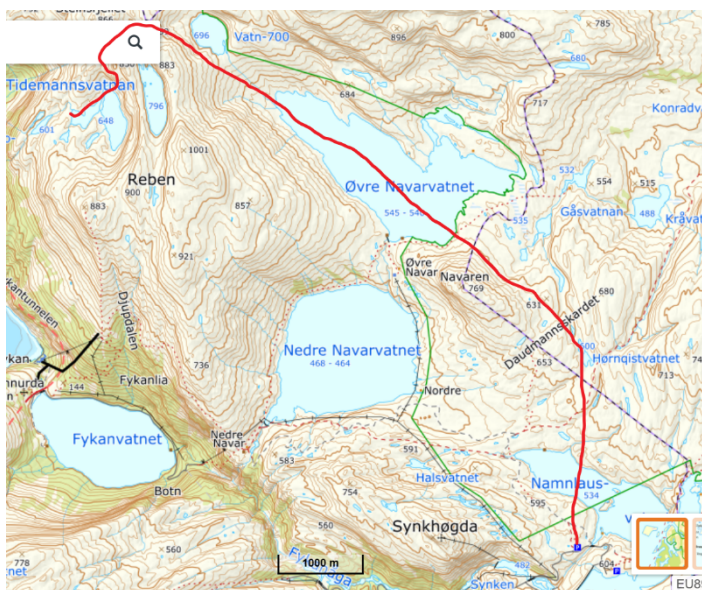 Steinsfjellet
866
800
785
696
Vatn-700
896
883
680
Tidemannsvatnan
684
717
796
Konradv
601
648
1001
532
Reben
Øvre Navarvatnet
554
515
900
545 - 546
Gåsvatnan
488
883
857
535
Kråvat
921
Øvre
Navar
Navaren
769
680
631
Djupdalen
Daudmannsskardet
Nedre Navarvatnet
600
468 - 464
Hørnqistvatnet
736
653
713
Fykanlia
144
Nordre
Fykanvatnet
Nedre
Navar
591
583
Halsvatnet
Namnlaus-
Botn
754
595
534
Synkhøgda
560
560
778
P
604
1000 m
482
P
Synken
EU89